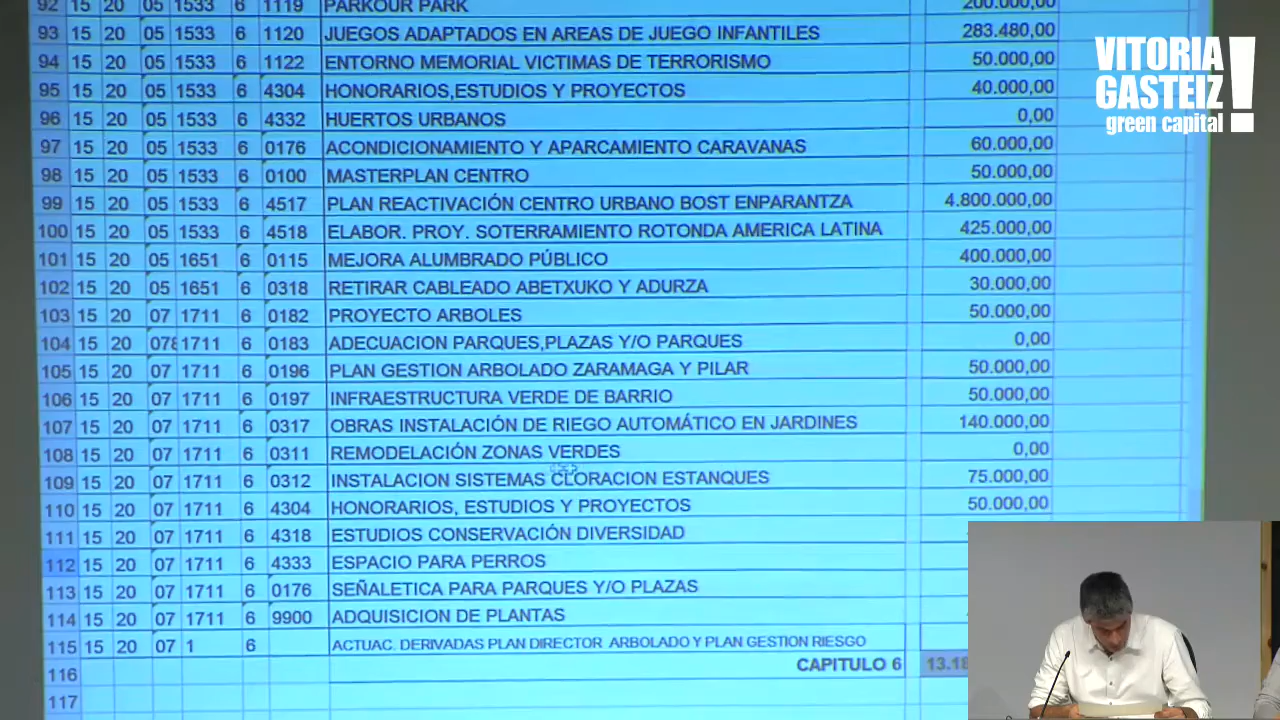 92 15 20 05 1533 6 1119 PARKOUR PARK 200.000,00
93 15 20 05 1533 6 1120 JUEGOS ADAPTADOS EN AREAS DE JUEGO INFANTILES 283.480,00
94 15 20 05 1533 6 1122 ENTORNO MEMORIAL VICTIMAS DE TERRORISMO 50.000,00
95 15 20 05 1533 6 4304 HONORARIOS,ESTUDIOS Y PROYECTOS 40.000,00
96 15 20 05 1533 6 4332 HUERTOS URBANOS 0,00
97 15 20 05 1533 6 0176 ACONDICIONAMIENTO Y APARCAMIENTO CARAVANAS 60.000,00
98 15 20 05 1533 6 0100 MASTERPLAN CENTRO 50.000,00
99 15 20 05 1533 6 4517 PLAN REACTIVACIÓN CENTRO URBANO BOST ENPARANTZA 4.800.000,00
100 15 20 05 1533 6 4518 ELABOR. PROY. SOTERRAMIENTO ROTONDA AMERICA LATINA 425.000,00
101 15 20 05 1651 6 0115 MEJORA ALUMBRADO PÚBLICO 400.000,00
102 15 20 05 1651 6 0318 RETIRAR CABLEADO ABETXUKO Y ADURZA 30.000,00
103 15 20 07 1711 6 0182 PROYECTO ARBOLES 50.000,00
104 15 20 078 1711 6 0183 ADECUACION PARQUES,PLAZAS Y/O PARQUES 0,00
105 15 20 07 1711 6 0196 PLAN GESTION ARBOLADO ZARAMAGA Y PILAR 50.000,00
106 15 20 07 1711 6 0197 INFRAESTRUCTURA VERDE DE BARRIO 50.000,00
107 15 20 07 1711 6 0317 OBRAS INSTALACIÓN DE RIEGO AUTOMÁTICO EN JARDINES 140.000,00
108 15 20 07 1711 6 0311 REMODELACIÓN ZONAS VERDES 0,00
109 15 20 07 1711 6 0312 INSTALACION SISTEMAS CLORACION ESTANQUES 75.000,00
110 15 20 07 1711 6 4304 HONORARIOS, ESTUDIOS Y PROYECTOS 50.000,00
111 15 20 07 1711 6 4318 ESTUDIOS CONSERVACIÓN DIVERSIDAD
112 15 20 07 1711 6 4333 ESPACIO PARA PERROS
113 15 20 07 1711 6 0176 SEÑALETICA PARA PARQUES Y/O PLAZAS
114 15 20 07 1711 6 9900 ADQUISICION DE PLANTAS
115 15 20 07 1 6 ACTUAC. DERIVADAS PLAN DIRECTOR ARBOLADO Y PLAN GESTION RIESGO
116 CAPITULO 6 13.18
117
VITORIA
GASTEIZ!
green capital